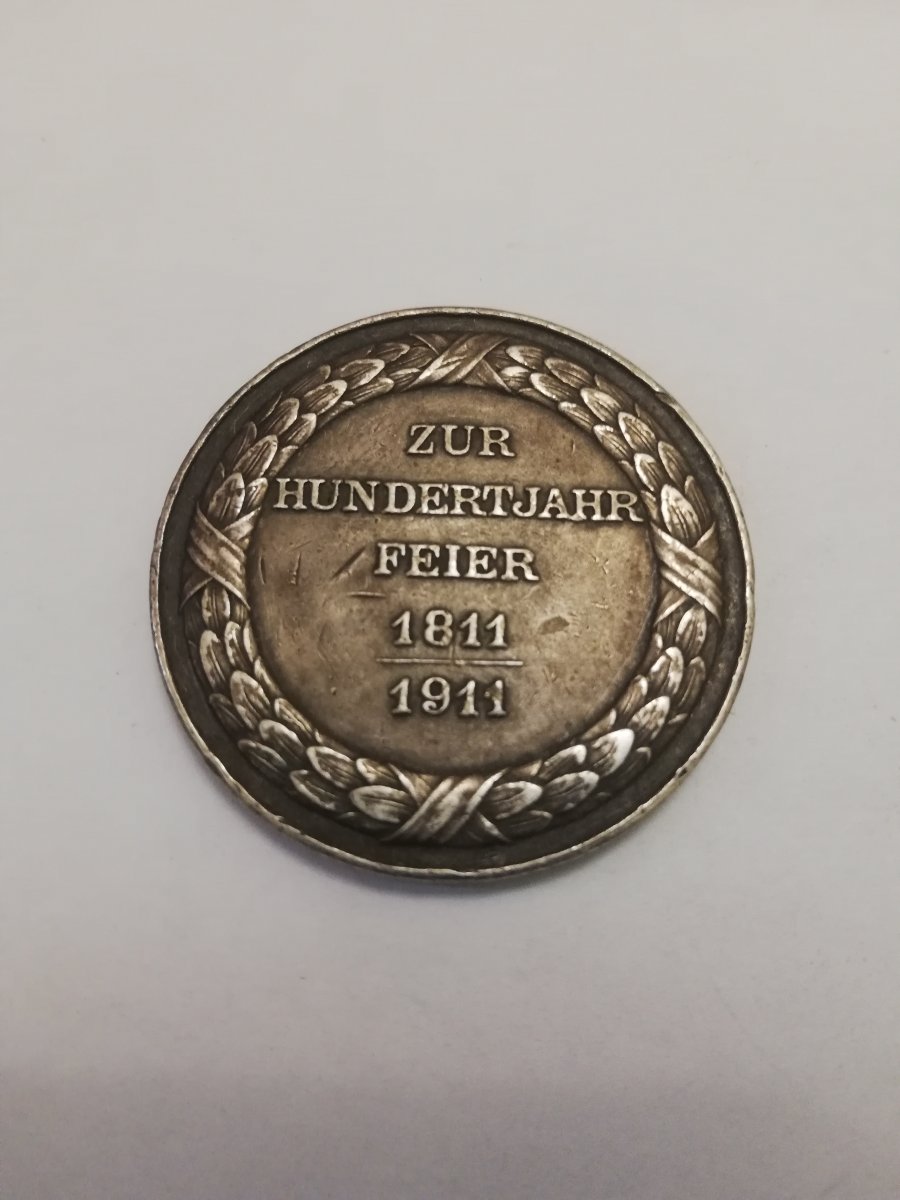 ZUR
HUNDERTJAHR
FEIER
1811
1911